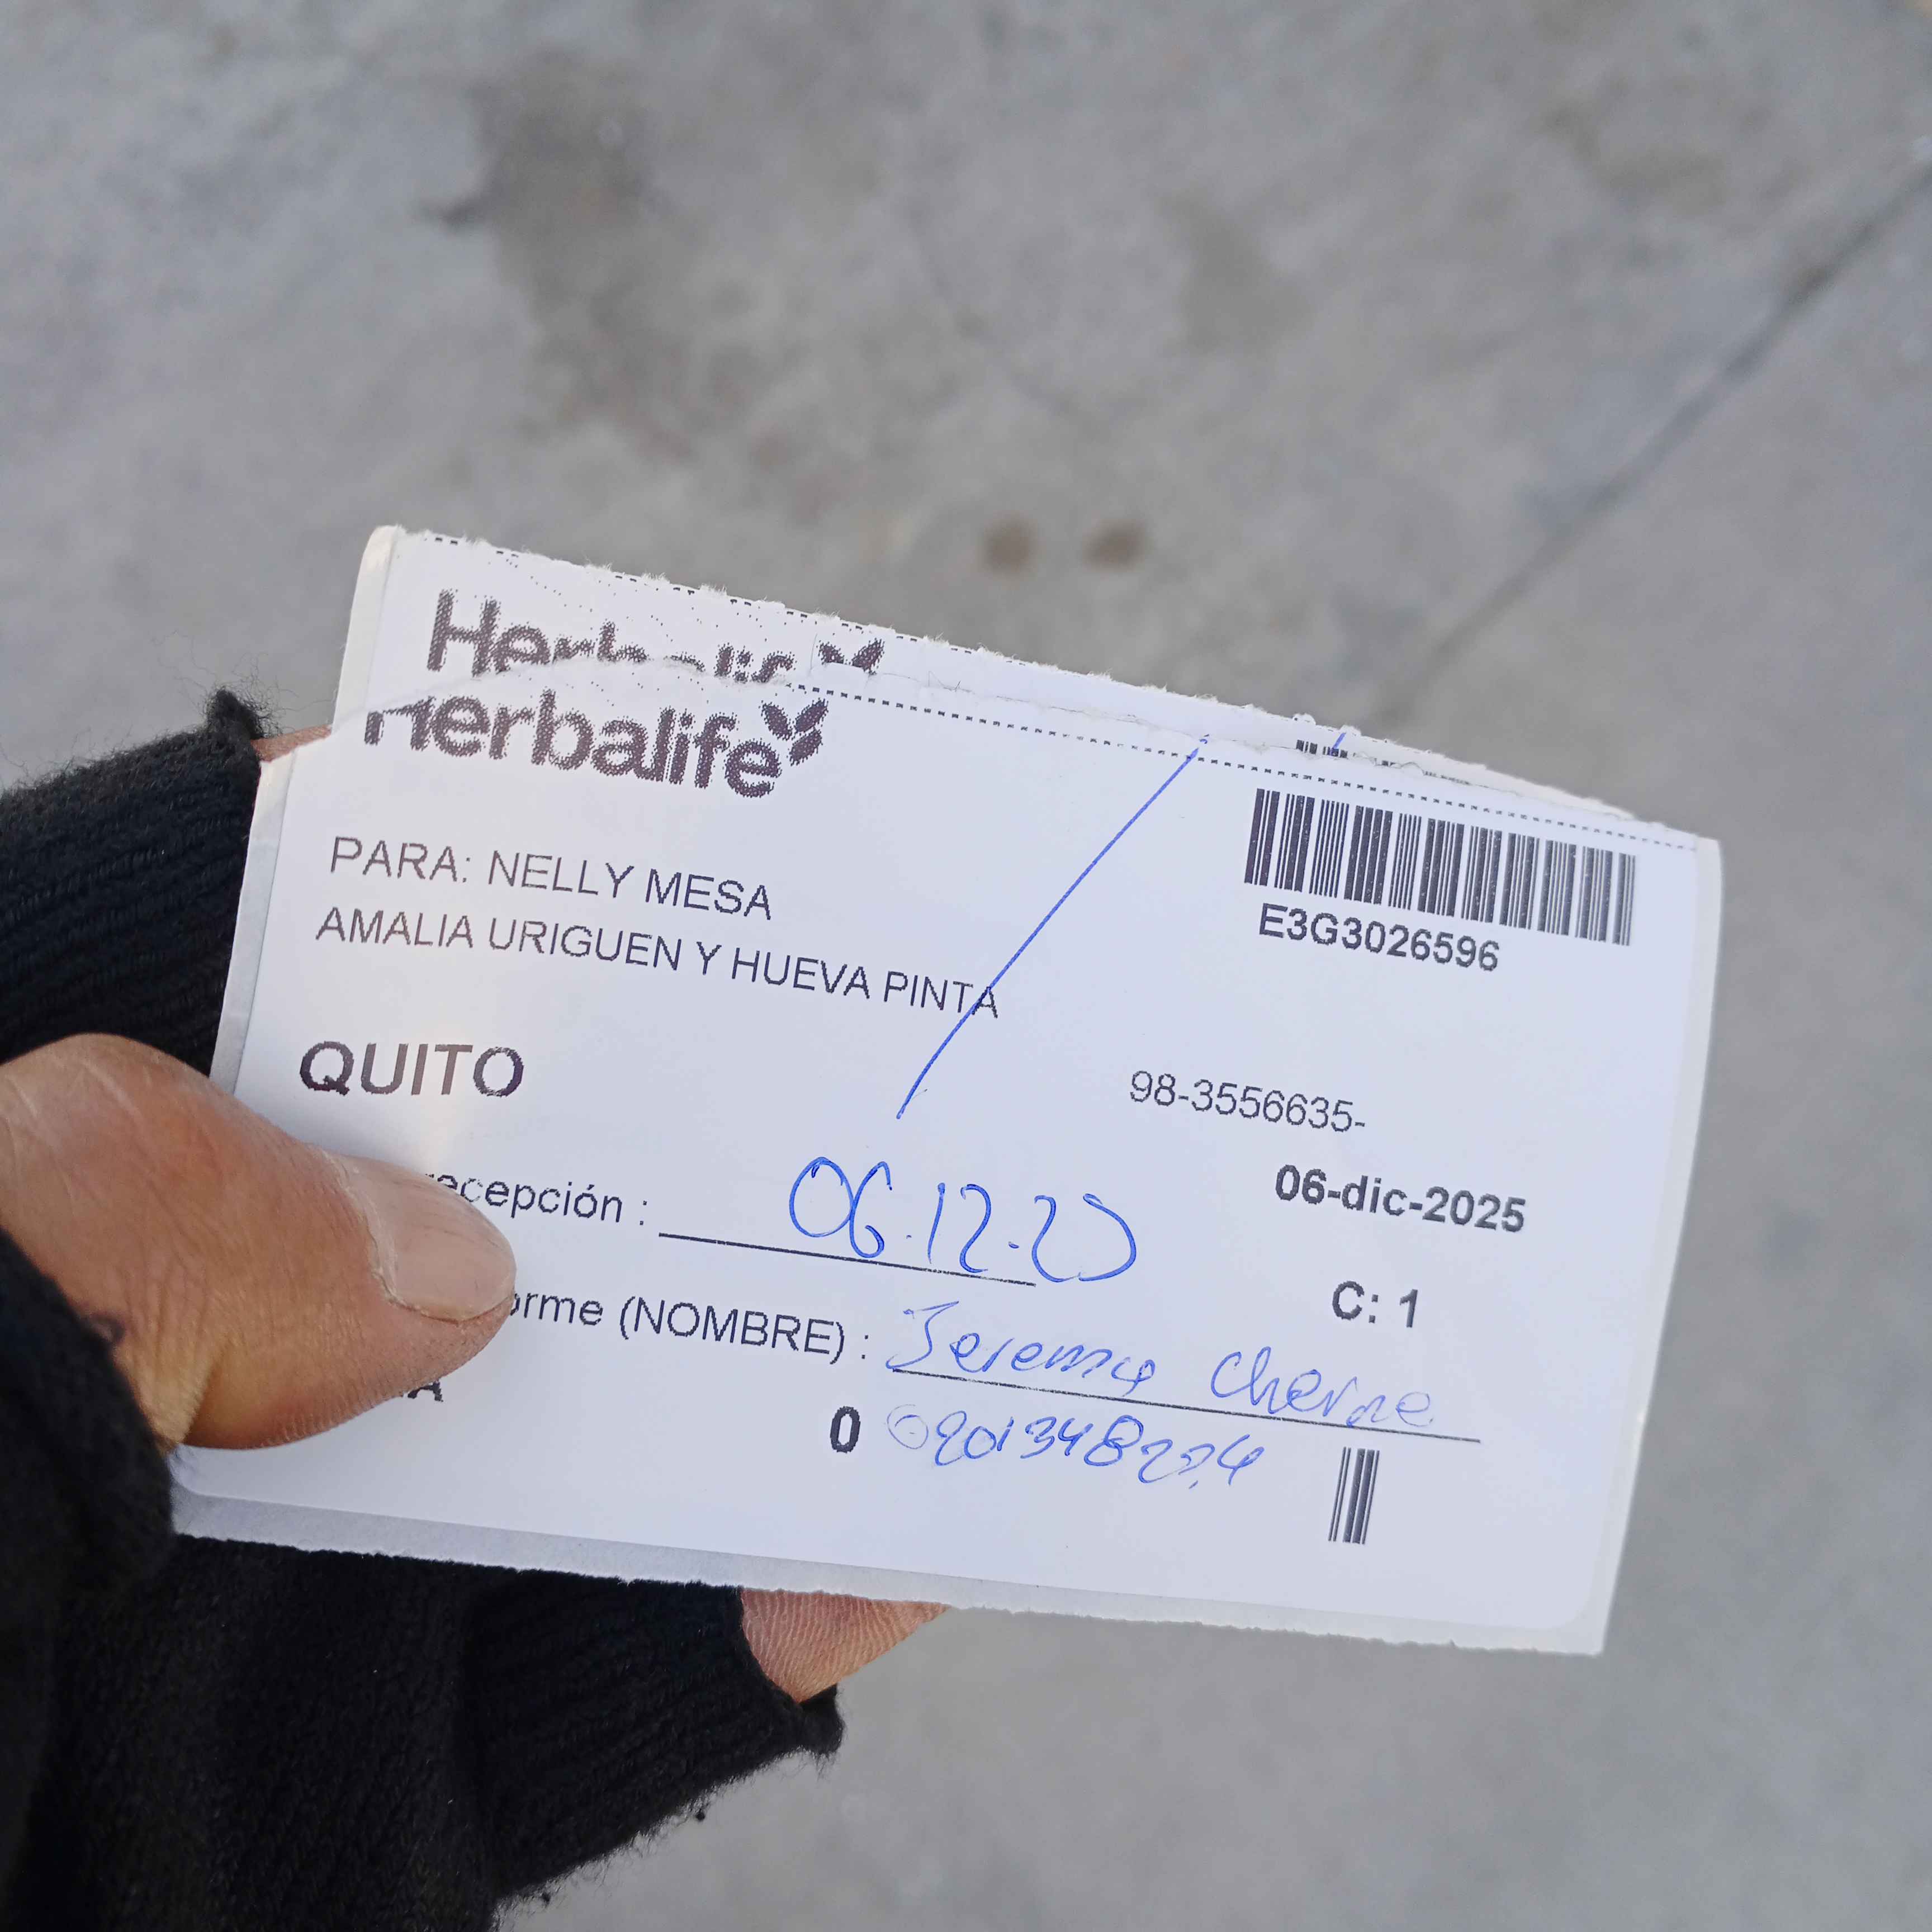 Herbalife
Herbalife
E3G3026596
PARA: NELLY MESA
AMALIA URIGUEN Y HUEVA PINTA
QUITO
98-3556635-
06-dic-2025
recepción : 06.12.25
C: 1
orme (NOMBRE) :
0